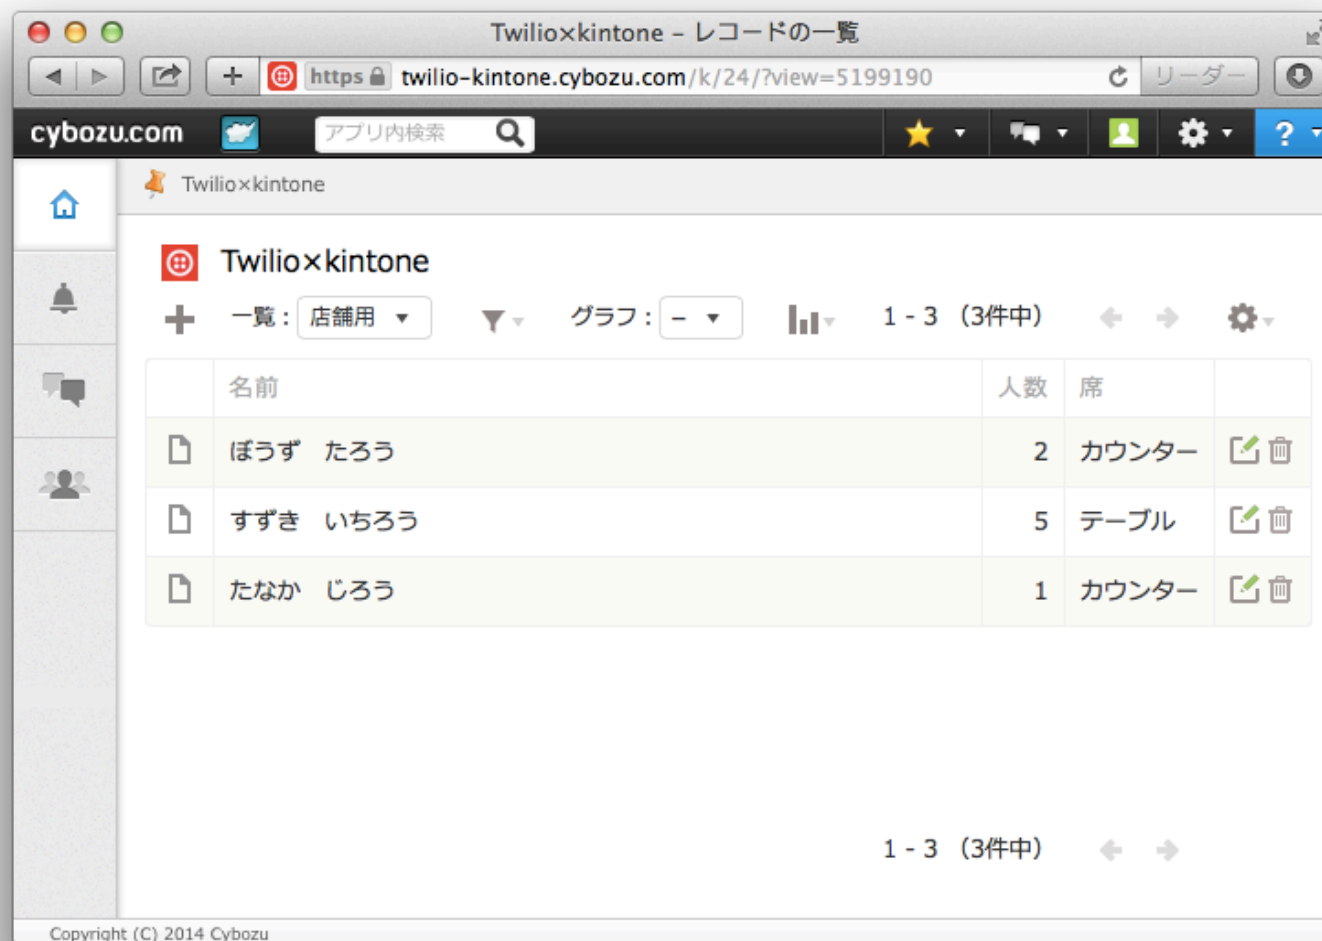 Twilio×kintone – レコードの一覧
https twilio-kintone.cybozu.com/k/24/?view=5199190 リーダー
cybozu.com アプリ内検索 ?
Twilio×kintone
Twilio×kintone
一覧 : 店舗用 グラフ : – 1 - 3 (3件中)
名前 人数 席
ぼうず たろう 2 カウンター
すずき いちろう 5 テーブル
たなか じろう 1 カウンター
1 - 3 (3件中)
Copyright (C) 2014 Cybozu